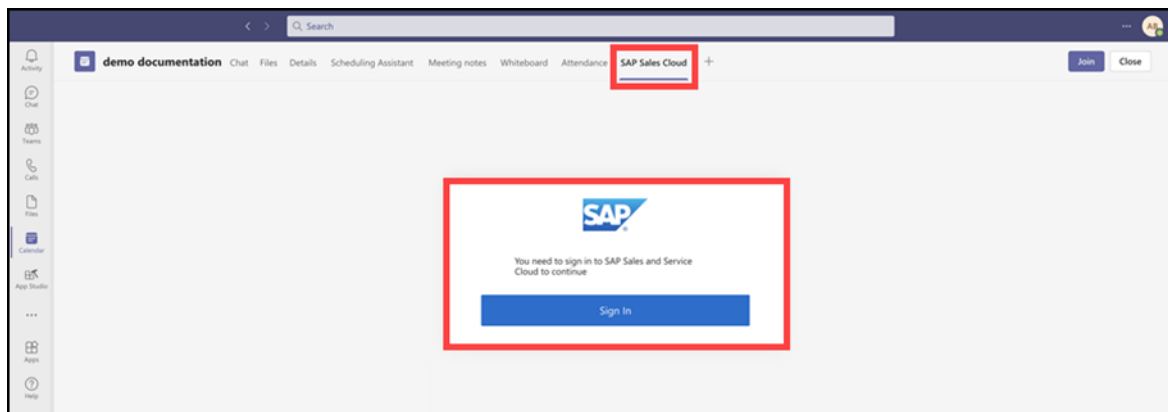 Search
AB
demo documentation Chat Files Details Scheduling Assistant Meeting notes Whiteboard Attendance SAP Sales Cloud
Join Close
Activity
Chat
Teams
Calls
Files
Calendar
App Studio
Apps
Help
SAP
You need to sign in to SAP Sales and Service
Cloud to continue
Sign In